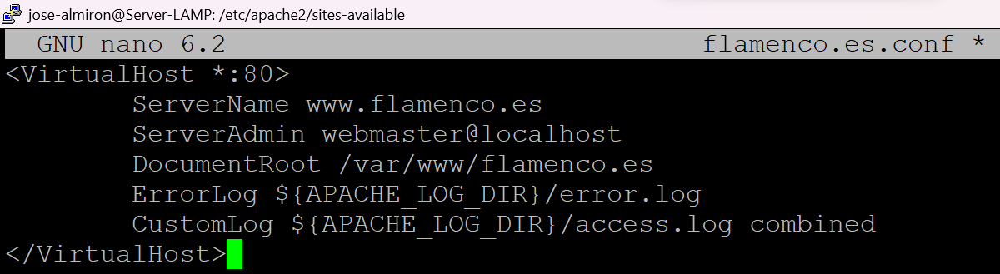 jose-almiron@Server-LAMP: /etc/apache2/sites-available
GNU nano 6.2 flamenco.es.conf *
<VirtualHost *:80>
ServerName www.flamenco.es
ServerAdmin webmaster@localhost
DocumentRoot /var/www/flamenco.es
ErrorLog ${APACHE_LOG_DIR}/error.log
CustomLog ${APACHE_LOG_DIR}/access.log combined
</VirtualHost>